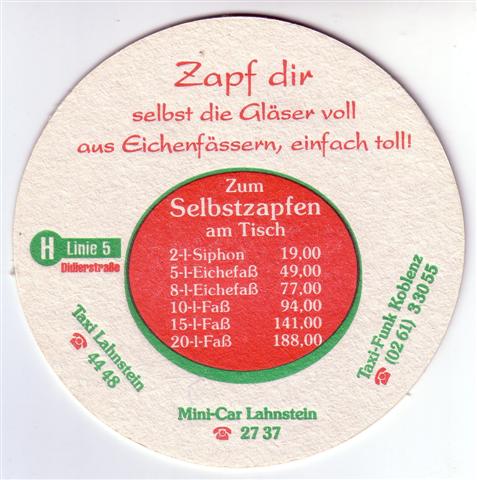 Zapf dir
selbst die Gläser voll
aus Eichenfässern, einfach toll!
Zum
Selbstzapfen
am Tisch
2-l-Siphon 19,00
5-l-Eichefaß 49,00
8-l-Eichefaß 77,00
10-l-Faß 94,00
15-l-Faß 141,00
20-l-Faß 188,00
H Linie 5
Didierstraße
Taxi Lahnstein
☎ 44 48
Mini-Car Lahnstein
☎ 27 37
Taxi-Funk Koblenz
☎ (02 61) 3 30 55